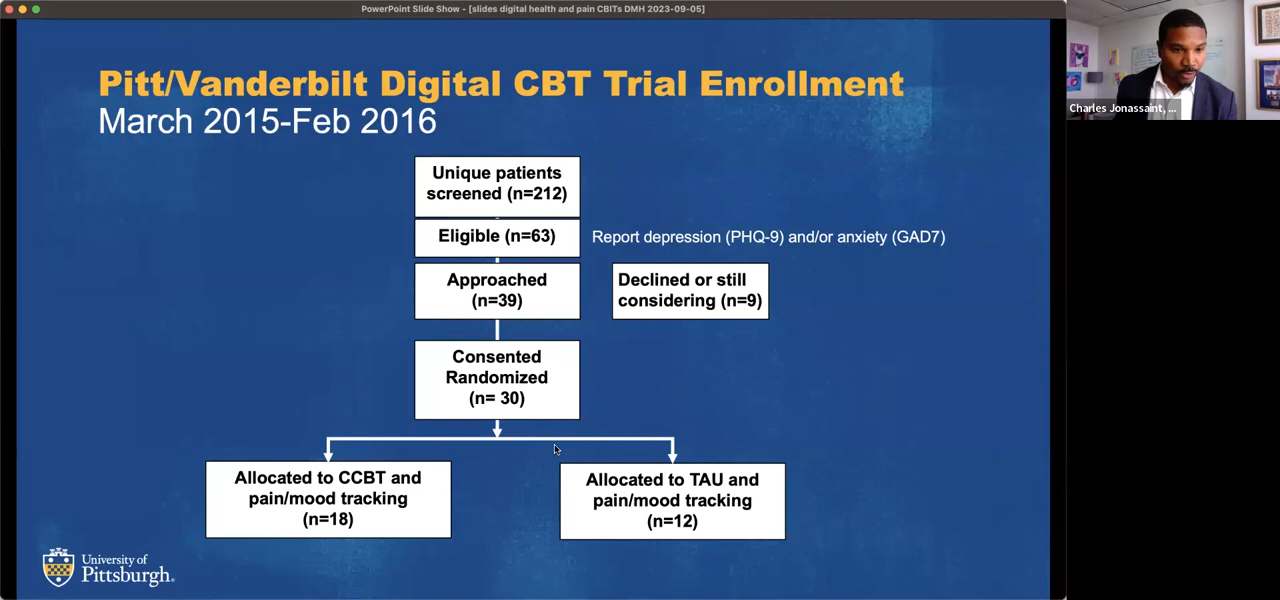 PowerPoint Slide Show - [slides digital health and pain CBITs DMH 2023-09-05]
Pitt/Vanderbilt Digital CBT Trial Enrollment
March 2015-Feb 2016
Unique patients
screened (n=212)
Eligible (n=63)
Report depression (PHQ-9) and/or anxiety (GAD7)
Approached
(n=39)
Declined or still
considering (n=9)
Consented
Randomized
(n= 30)
Allocated to CCBT and
pain/mood tracking
(n=18)
Allocated to TAU and
pain/mood tracking
(n=12)
University of
Pittsburgh.
Charles Jonassaint, ...